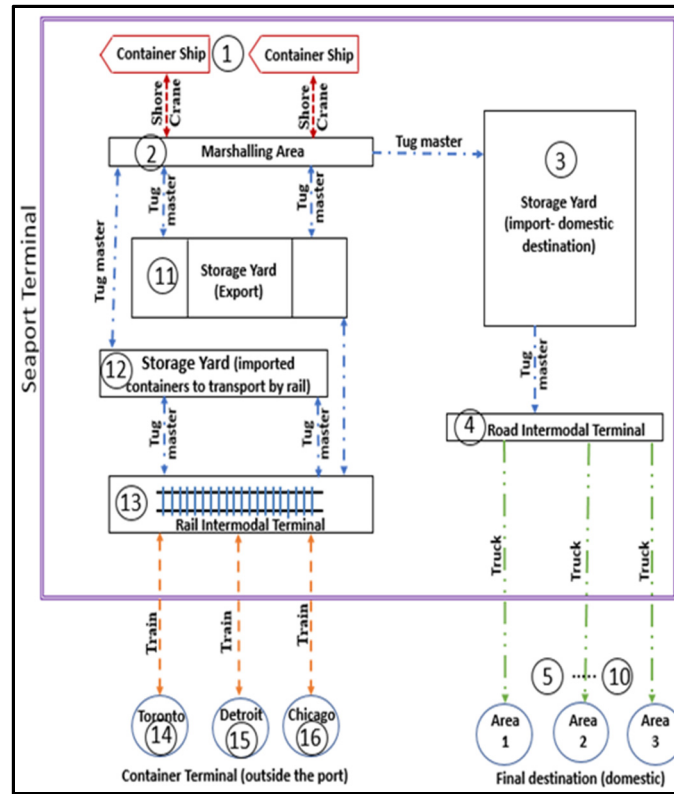 Container Ship
1
Container Ship
Shore
Crane
Shore
Crane
2
Marshalling Area
Tug master
3
Storage Yard
(import- domestic
destination)
Tug
master
Tug
master
Tug master
11
Storage Yard
(Export)
Seaport Terminal
12
Storage Yard (imported
containers to transport by rail)
Tug
master
Tug
master
Tug
master
4
Road Intermodal Terminal
13
Rail Intermodal Terminal
Truck
Truck
Truck
Train
Train
Train
5 ..... 10
Toronto
14
Detroit
15
Chicago
16
Area
1
Area
2
Area
3
Container Terminal (outside the port)
Final destination (domestic)